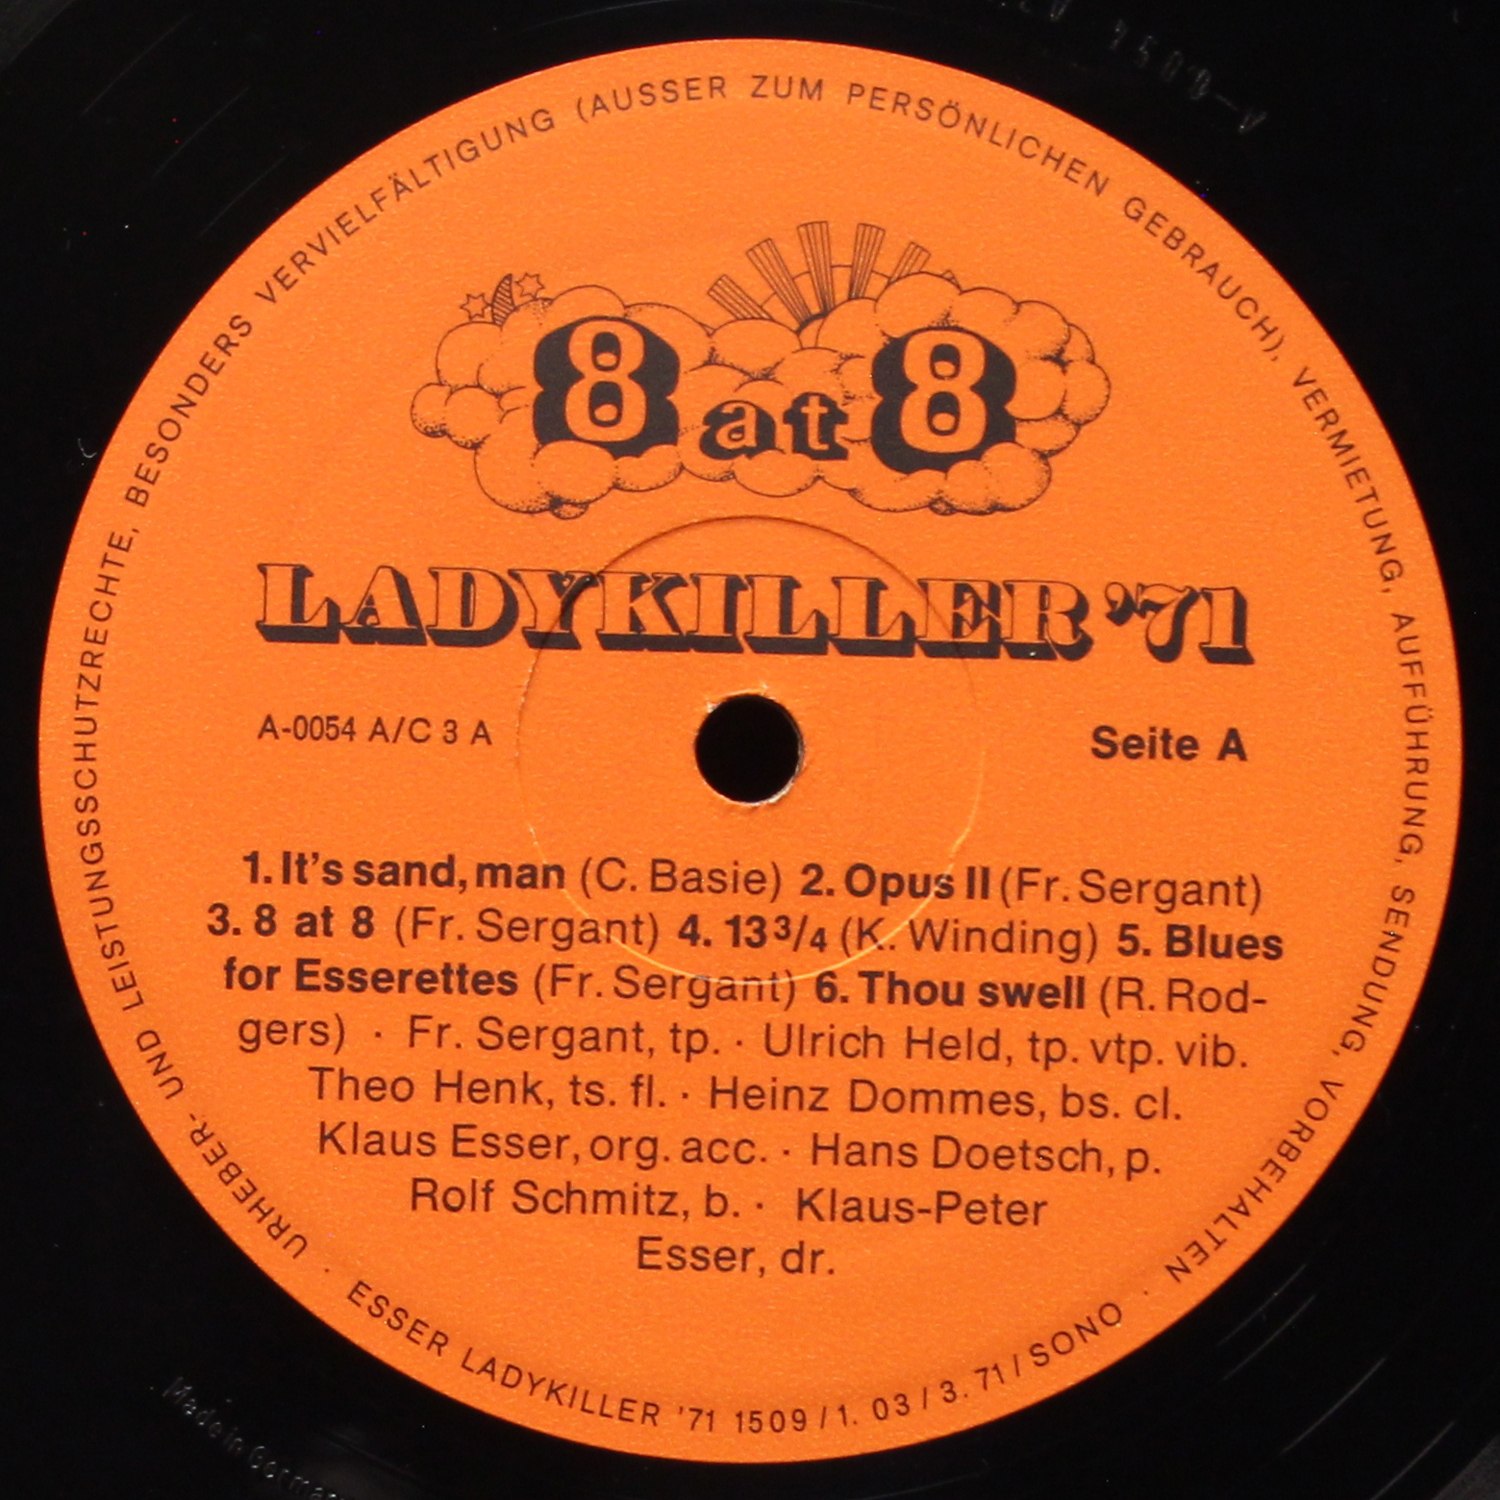 8 at 8
LADYKILLER '71
A-0054 A/C 3 A
Seite A
1. It's sand, man (C. Basie) 2. Opus II (Fr. Sergant)
3. 8 at 8 (Fr. Sergant) 4. 13 3/4 (K. Winding) 5. Blues
for Esserettes (Fr. Sergant) 6. Thou swell (R. Rod-
gers) · Fr. Sergant, tp. · Ulrich Held, tp. vtp. vib.
Theo Henk, ts. fl. · Heinz Dommes, bs. cl.
Klaus Esser, org. acc. · Hans Doetsch, p.
Rolf Schmitz, b. · Klaus-Peter
Esser, dr.
URHEBER- UND LEISTUNGSSCHUTZRECHTE, BESONDERS VERVIELFÄLTIGUNG (AUSSER ZUM PERSÖNLICHEN GEBRAUCH), VERMIETUNG, AUFFÜHRUNG, SENDUNG, VORBEHALTEN ·
ESSER LADYKILLER '71 1509 / 1. 03 / 3. 71 / SONO ·
Made in Germany